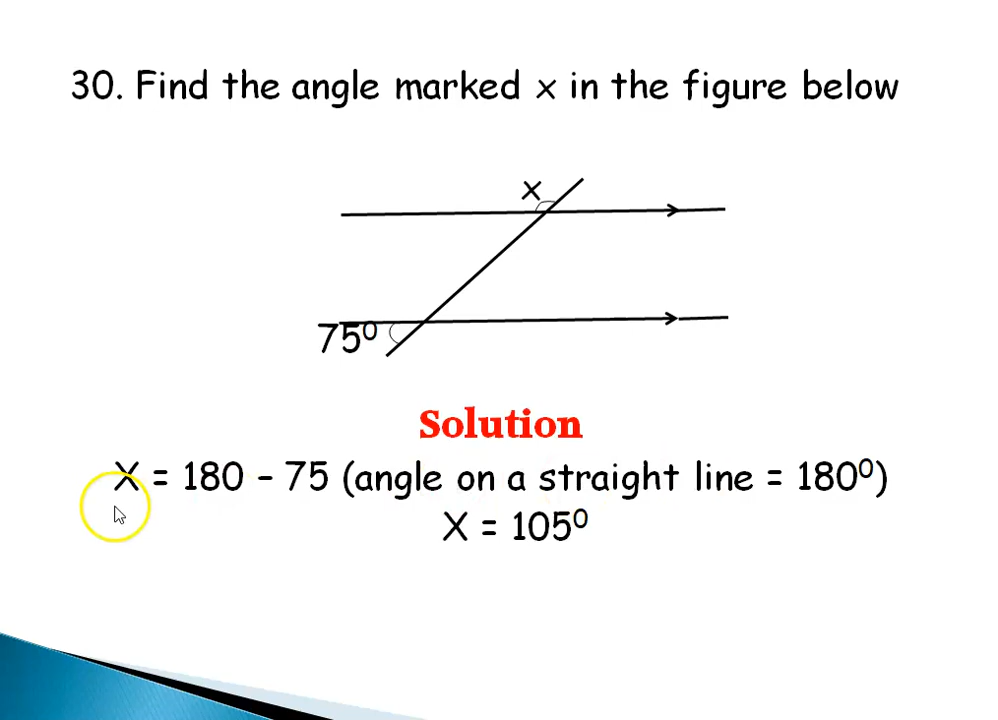 30. Find the angle marked x in the figure below
x
75⁰
Solution
X = 180 – 75 (angle on a straight line = 180⁰)
X = 105⁰